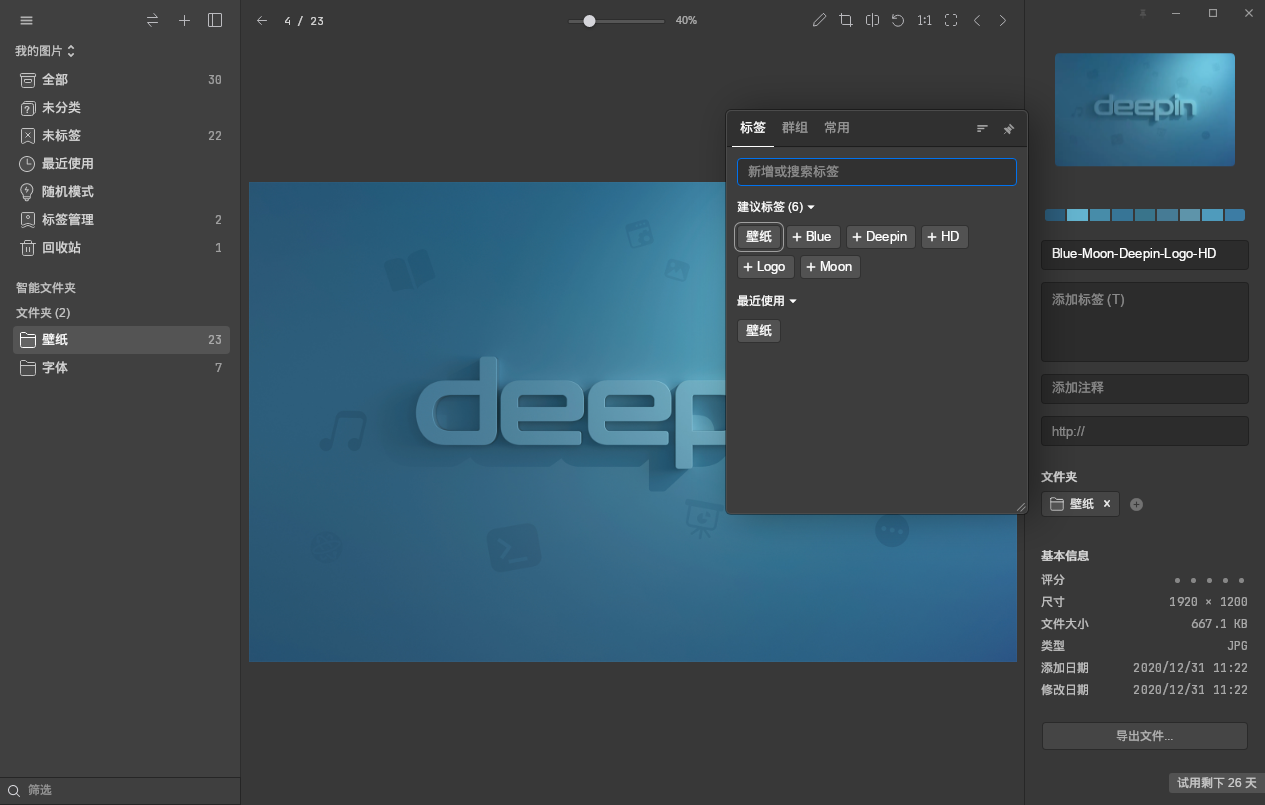 我的图片
全部 30
未分类
未标签 22
最近使用
随机模式
标签管理 2
回收站 1
智能文件夹
文件夹 (2)
壁纸 23
字体 7
筛选
4 / 23
40%
1:1
deep
标签 群组 常用
新增或搜索标签
建议标签 (6)
壁纸 + Blue + Deepin + HD
+ Logo + Moon
最近使用
壁纸
deepin
Blue-Moon-Deepin-Logo-HD
添加标签 (T)
添加注释
http://
文件夹
壁纸 x
基本信息
评分
尺寸 1920 × 1200
文件大小 667.1 KB
类型 JPG
添加日期 2020/12/31 11:22
修改日期 2020/12/31 11:22
导出文件...
试用剩下 26 天